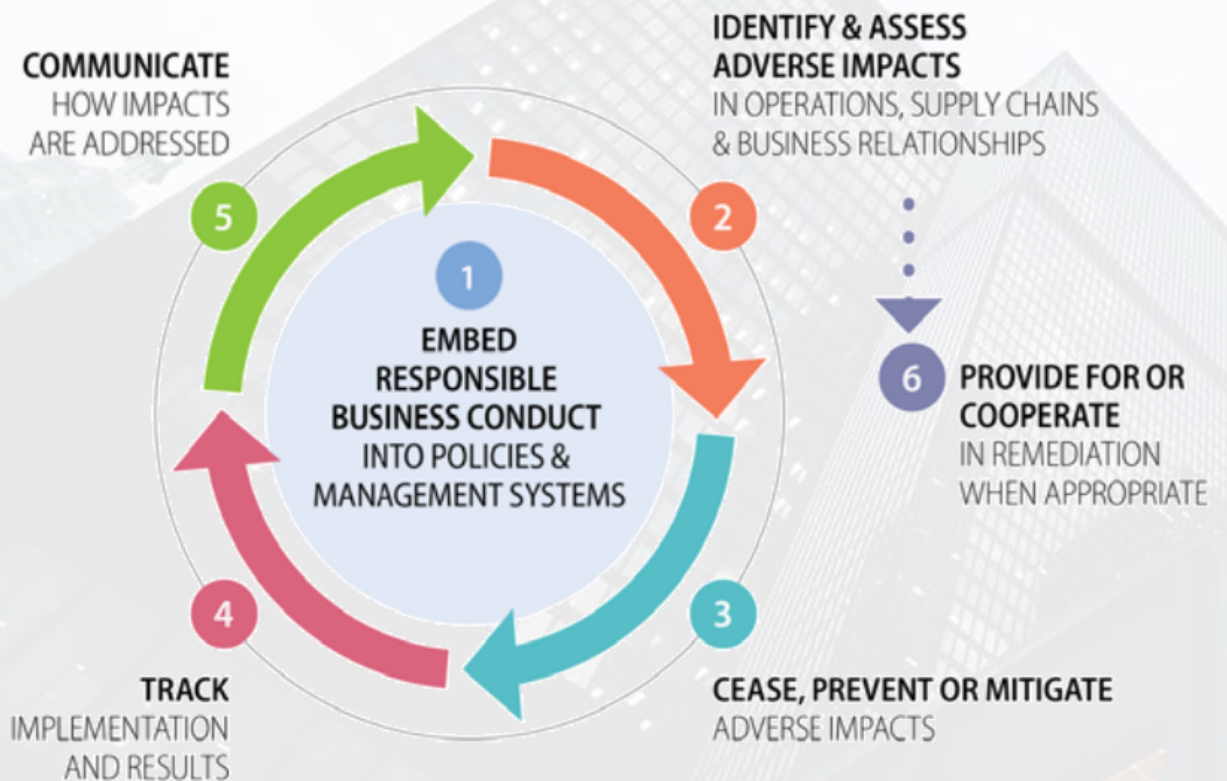 COMMUNICATE
HOW IMPACTS
ARE ADDRESSED
5
IDENTIFY & ASSESS
ADVERSE IMPACTS
IN OPERATIONS, SUPPLY CHAINS
& BUSINESS RELATIONSHIPS
2
1
EMBED
RESPONSIBLE
BUSINESS CONDUCT
INTO POLICIES &
MANAGEMENT SYSTEMS
6
PROVIDE FOR OR
COOPERATE
IN REMEDIATION
WHEN APPROPRIATE
4
TRACK
IMPLEMENTATION
AND RESULTS
3
CEASE, PREVENT OR MITIGATE
ADVERSE IMPACTS